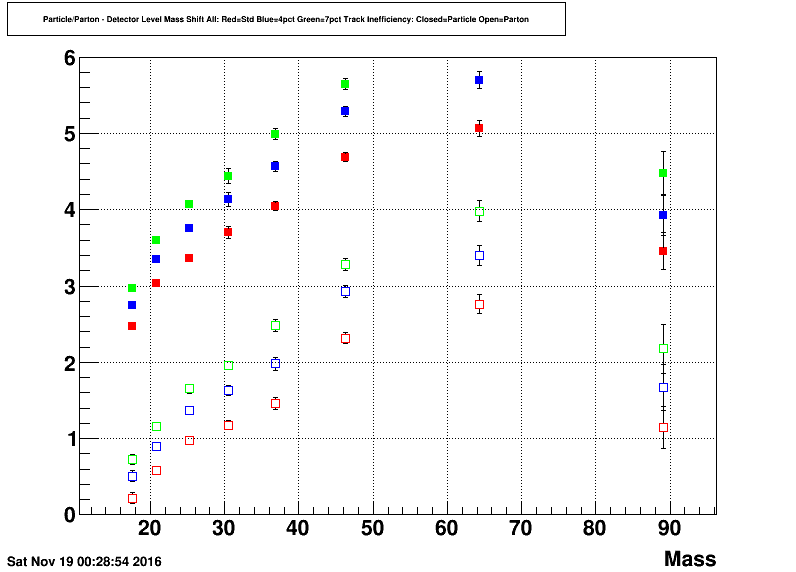 Particle/Parton - Detector Level Mass Shift All: Red=Std Blue=4pct Green=7pct Track Inefficiency: Closed=Particle Open=Parton
6
5
4
3
2
1
0
20 30 40 50 60 70 80 90
Sat Nov 19 00:28:54 2016 Mass